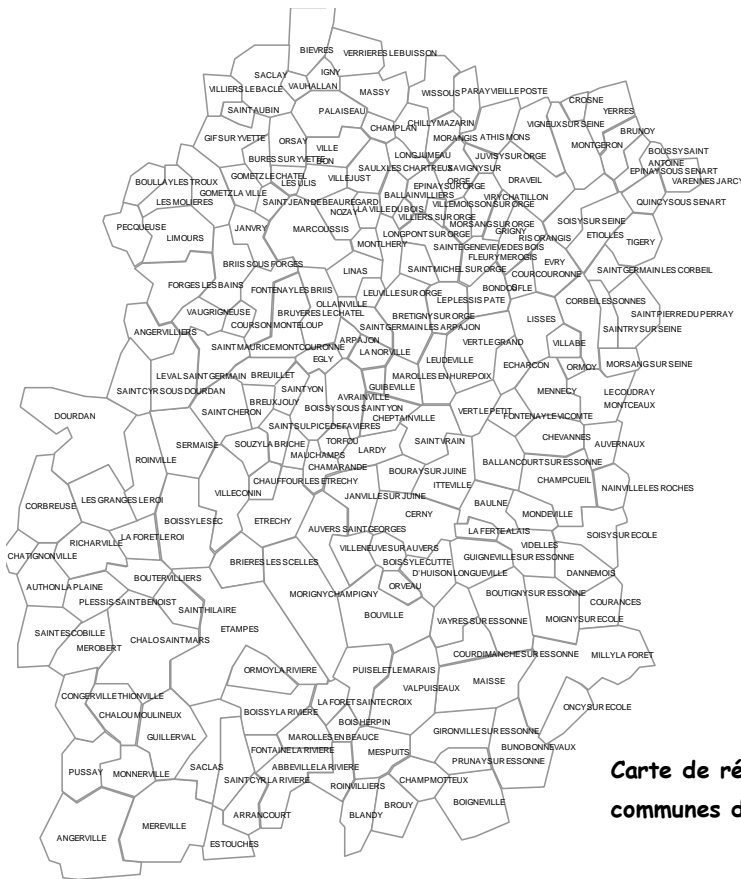 BIEVRES
VERRIERES LE BUISSON
SACLAY
IGNY
VILLIERS LE BACLE
VAUHALLAN
MASSY
WISSOUS
PARAY VIEILLE POSTE
CROSNE
YERRES
SAINT AUBIN
PALAISEAU
CHAMPLAN
CHILLY MAZARIN
VIGNEUX SUR SEINE
BRUNOY
GIF SUR YVETTE
ORSAY
MORANGIS
ATHIS MONS
MONTGERON
VILLE
BON
BOUSSY SAINT
ANTOINE
BURES SUR YVETTE
LONGJUMEAU
JUVISY SUR ORGE
EPINAY SOUS SENART
GOMETZ LE CHATEL
SAULX LES CHARTREUX
SAVIGNY SUR
ORGE
VILLEJUST
DRAVEIL
VARENNES JARCY
BOULLAY LES TROUX
LES ULIS
EPINAY SUR ORGE
GOMETZ LA VILLE
BALLAINVILLIERS
VIRY CHATILLON
QUINCY SOUS SENART
LES MOLIERES
SAINT JEAN DE BEAUREGARD
VILLEMOISSON SUR ORGE
NOZAY
LA VILLE DU BOIS
VILLIERS SUR ORGE
PECQUEUSE
JANVRY
MARCOUSSIS
MORSANG SUR ORGE
SOISY SUR SEINE
LIMOURS
LONGPONT SUR ORGE
GRIGNY
RIS ORANGIS
ETIOLLES
TIGERY
MONTLHERY
SAINTE GENEVIEVE DES BOIS
BRIIS SOUS FORGES
FLEURY MEROGIS
EVRY
LINAS
SAINT MICHEL SUR ORGE
COURCOURONNE
SAINT GERMAIN LES CORBEIL
FORGES LES BAINS
FONTENAY LES BRIIS
LEUVILLE SUR ORGE
BONDOUFLE
OLLAINVILLE
LE PLESSIS PATE
CORBEIL ESSONNES
VAUGRIGNEUSE
BRUYERES LE CHATEL
BRETIGNY SUR ORGE
LISSES
SAINT PIERRE DU PERRAY
ANGERVILLIERS
COURSON MONTELOUP
SAINT GERMAIN LES ARPAJON
SAINTRY SUR SEINE
SAINT MAURICE MONTCOURONNE
ARPAJON
VERT LE GRAND
VILLABE
EGLY
LA NORVILLE
LEUDEVILLE
ECHARCON
ORMOY
MORSANG SUR SEINE
LE VAL SAINT GERMAIN
BREUILLET
MAROLLES EN HUREPOIX
SAINT CYR SOUS DOURDAN
SAINT YON
GUIBEVILLE
MENNECY
LE COUDRAY
MONTCEAUX
BREUX JOUY
AVRAINVILLE
DOURDAN
SAINT CHERON
BOISSY SOUS SAINT YON
CHEPTAINVILLE
VERT LE PETIT
FONTENAY LE VICOMTE
SAINT SULPICE DE FAVIERES
SERMAISE
SOUZY LA BRICHE
TORFOU
SAINT VRAIN
CHEVANNES
AUVERNAUX
MAUCHAMPS
LARDY
ROINVILLE
CHAMARANDE
BOURAY SUR JUINE
BALLANCOURT SUR ESSONNE
CHAUFFOUR LES ETRECHY
ITTEVILLE
CHAMPCUEIL
NAINVILLE LES ROCHES
VILLECONIN
JANVILLE SUR JUINE
LES GRANGES LE ROI
CORBREUSE
BAULNE
BOISSY LE SEC
ETRECHY
CERNY
MONDEVILLE
AUVERS SAINT GEORGES
LA FERTE ALAIS
SOISY SUR ECOLE
LA FORET LE ROI
RICHARVILLE
VILLENEUVE SUR AUVERS
VIDELLES
CHATIGNONVILLE
BRIERES LES SCELLES
BOISSY LE CUTTE
GUIGNEVILLE SUR ESSONNE
D'HUISON LONGUEVILLE
DANNEMOIS
BOUTERVILLIERS
AUTHON LA PLAINE
ORVEAU
BOUTIGNY SUR ESSONNE
MORIGNY CHAMPIGNY
PLESSIS SAINT BENOIST
COURANCES
SAINT HILAIRE
BOUVILLE
VAYRES SUR ESSONNE
MOIGNY SUR ECOLE
ETAMPES
SAINT ESCOBILLE
CHALO SAINT MARS
MEROBERT
COURDIMANCHE SUR ESSONNE
MILLY LA FORET
ORMOY LA RIVIERE
PUISELET LE MARAIS
MAISSE
VALPUISEAUX
CONGERVILLE THIONVILLE
LA FORET SAINTE CROIX
ONCY SUR ECOLE
CHALOU MOULINEUX
BOISSY LA RIVIERE
BOIS HERPIN
GIRONVILLE SUR ESSONNE
GUILLERVAL
MAROLLES EN BEAUCE
FONTAINE LA RIVIERE
MESPUITS
BUNO BONNEVAUX
PRUNAY SUR ESSONNE
SACLAS
ABBEVILLE LA RIVIERE
PUSSAY
MONNERVILLE
SAINT CYR LA RIVIERE
CHAMPMOTTEUX
ROINVILLIERS
BOIGNEVILLE
BROUY
ARRANCOURT
BLANDY
MEREVILLE
ANGERVILLE
ESTOUCHES
Carte de ré
communes d